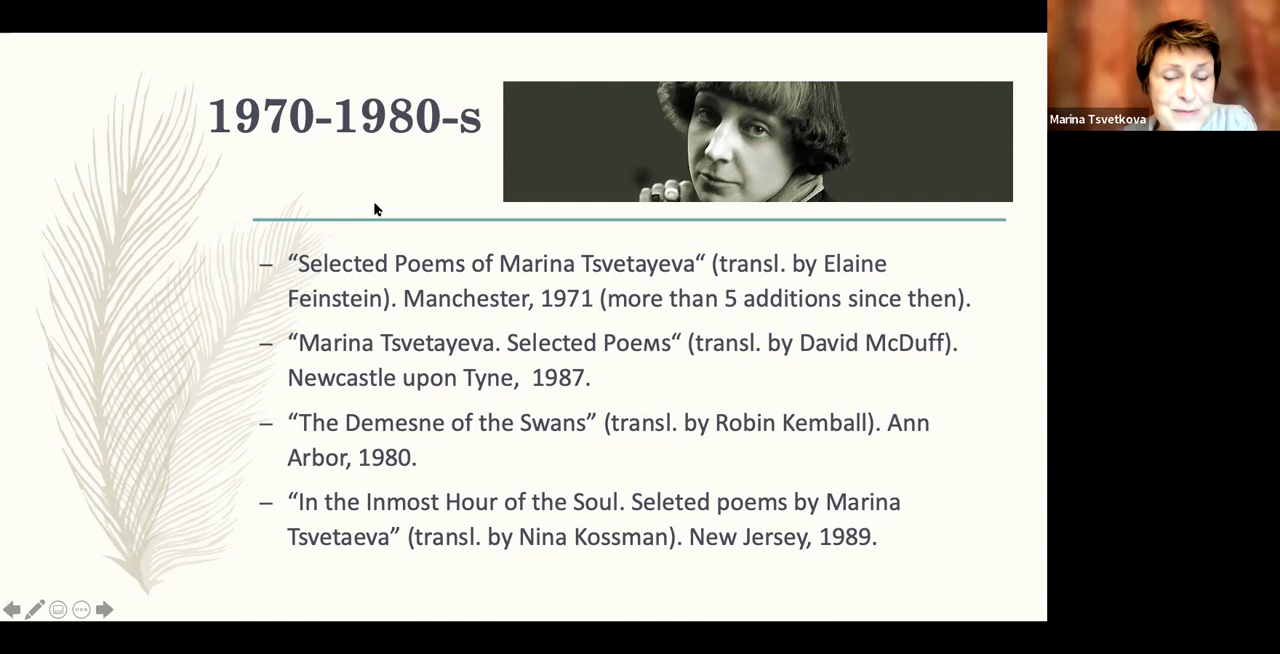 1970-1980-s
Marina Tsvetkova
– “Selected Poems of Marina Tsvetayeva“ (transl. by Elaine
Feinstein). Manchester, 1971 (more than 5 additions since then).
– “Marina Tsvetayeva. Selected Poeмs“ (transl. by David McDuff).
Newcastle upon Tyne,  1987.
– “The Demesne of the Swans” (transl. by Robin Kemball). Ann
Arbor, 1980.
– “In the Inmost Hour of the Soul. Seleted poems by Marina
Tsvetaeva” (transl. by Nina Kossman). New Jersey, 1989.